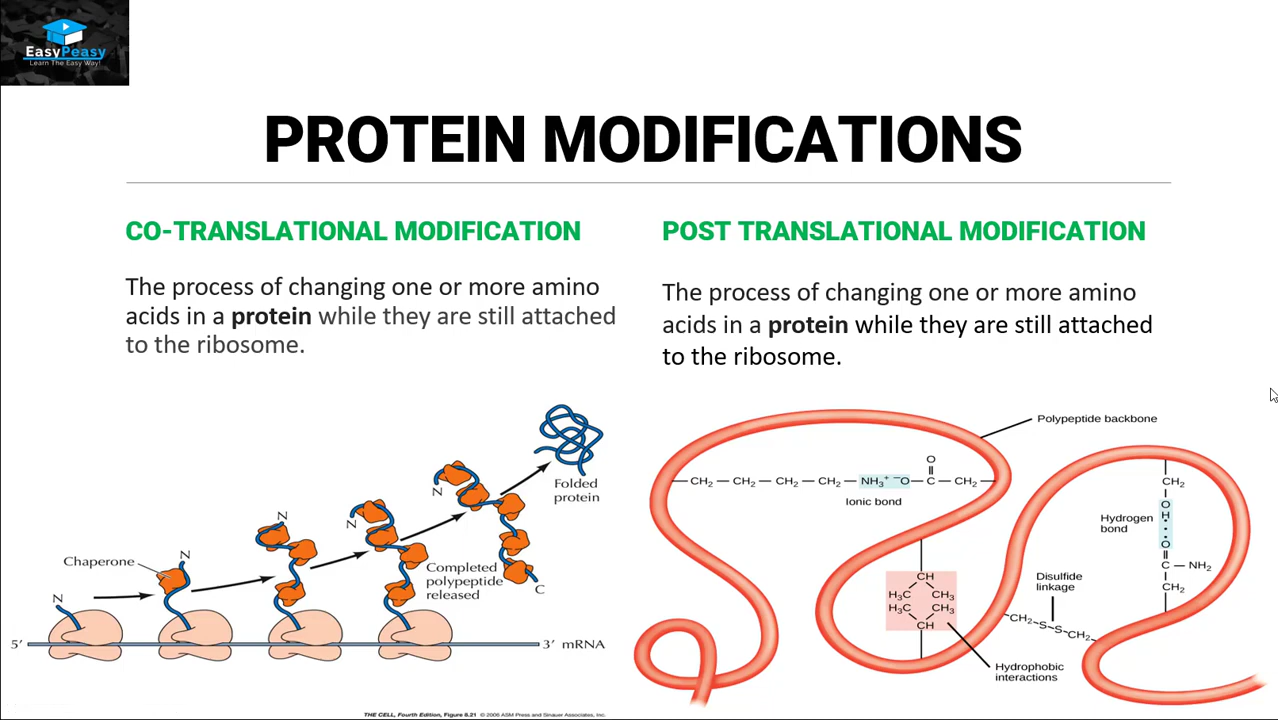 EasyPeasy
Learn The Easy Way!
PROTEIN MODIFICATIONS
CO-TRANSLATIONAL MODIFICATION
The process of changing one or more amino
acids in a protein while they are still attached
to the ribosome.
POST TRANSLATIONAL MODIFICATION
The process of changing one or more amino
acids in a protein while they are still attached
to the ribosome.
Folded
protein
N
N
N
N
N
Chaperone
Completed
polypeptide
released
C
5’
3’ mRNA
THE CELL, Fourth Edition, Figure 8.21 © 2006 ASM Press and Sinauer Associates, Inc.
Polypeptide backbone
O
CH₂ — CH₂ — CH₂ — CH₂ — NH₃⁺ ⁻O — C — CH₂
Ionic bond
CH₂
O
H
O
C — NH₂
CH₂
Hydrogen
bond
CH
H₃C CH₃
H₃C CH₃
CH
Disulfide
linkage
CH₂—S—S—CH₂
Hydrophobic
interactions